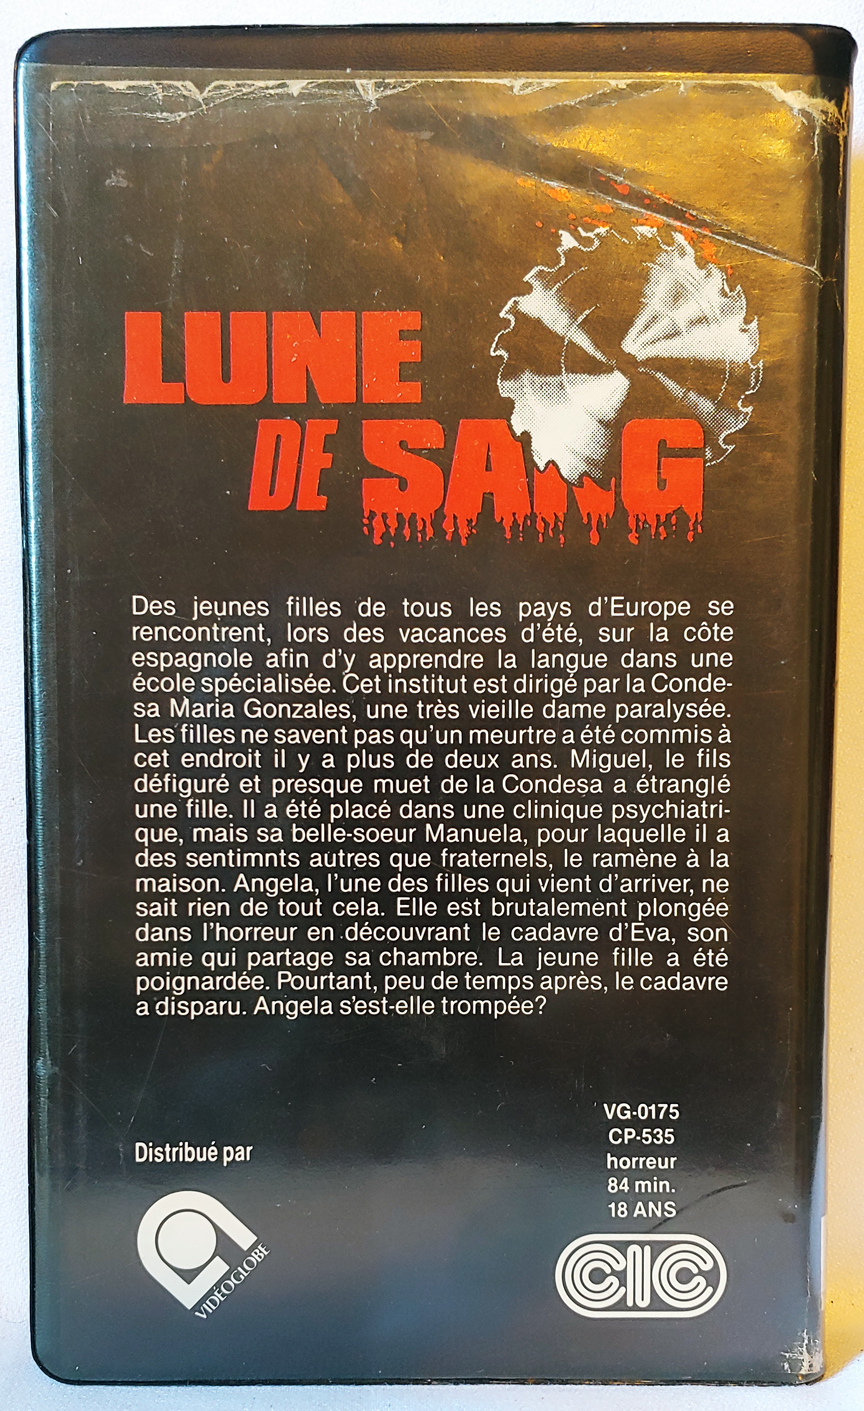 LUNE
DE SANG
Des jeunes filles de tous les pays d'Europe se
rencontrent, lors des vacances d'été, sur la côte
espagnole afin d'y apprendre la langue dans une
école spécialisée. Cet institut est dirigé par la Conde-
sa Maria Gonzales, une très vieille dame paralysée.
Les filles ne savent pas qu'un meurtre a été commis à
cet endroit il y a plus de deux ans. Miguel, le fils
défiguré et presque muet de la Condesa a étranglé
une fille. Il a été placé dans une clinique psychiatri-
que, mais sa belle-soeur Manuela, pour laquelle il a
des sentimnts autres que fraternels, le ramène à la
maison. Angela, l'une des filles qui vient d'arriver, ne
sait rien de tout cela. Elle est brutalement plongée
dans l'horreur en découvrant le cadavre d'Eva, son
amie qui partage sa chambre. La jeune fille a été
poignardée. Pourtant, peu de temps après, le cadavre
a disparu. Angela s'est-elle trompée?
VG-0175
CP-535
horreur
84 min.
18 ANS
Distribué par
VIDÉOGLOBE
CIC